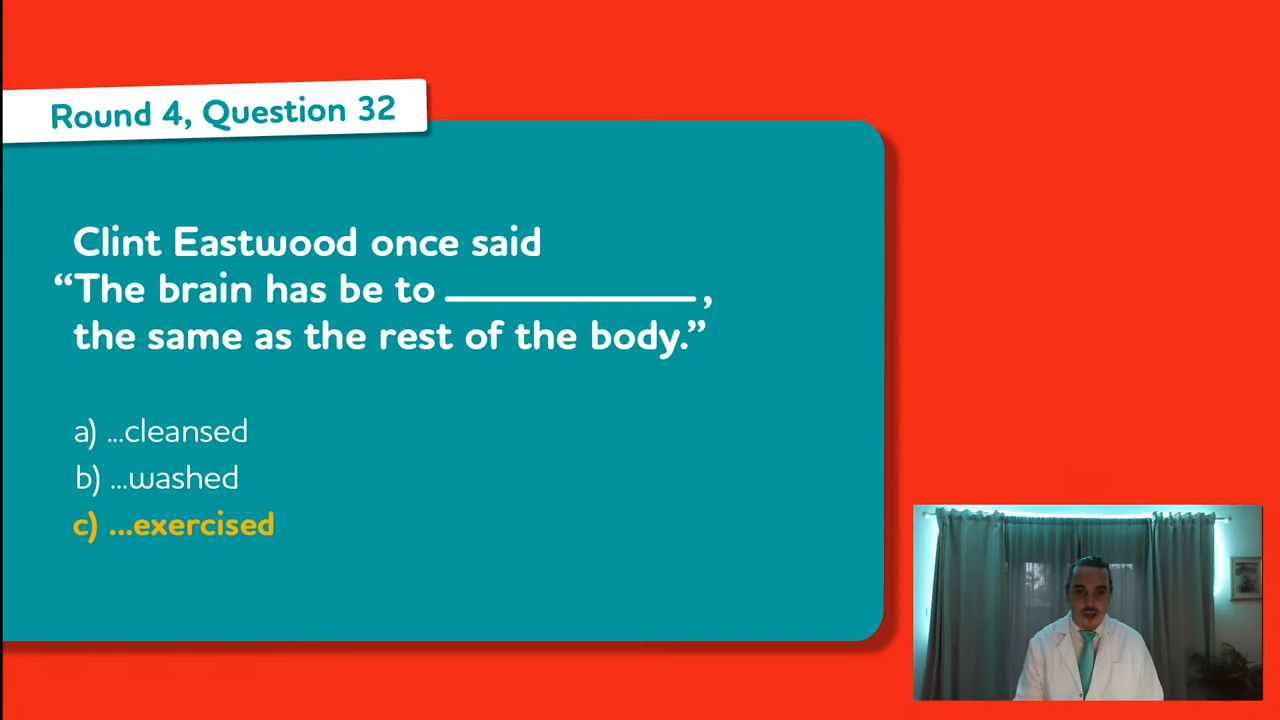 Round 4, Question 32
Clint Eastwood once said
“The brain has be to __________,
the same as the rest of the body.”
a) ...cleansed
b) ...washed
c) ...exercised